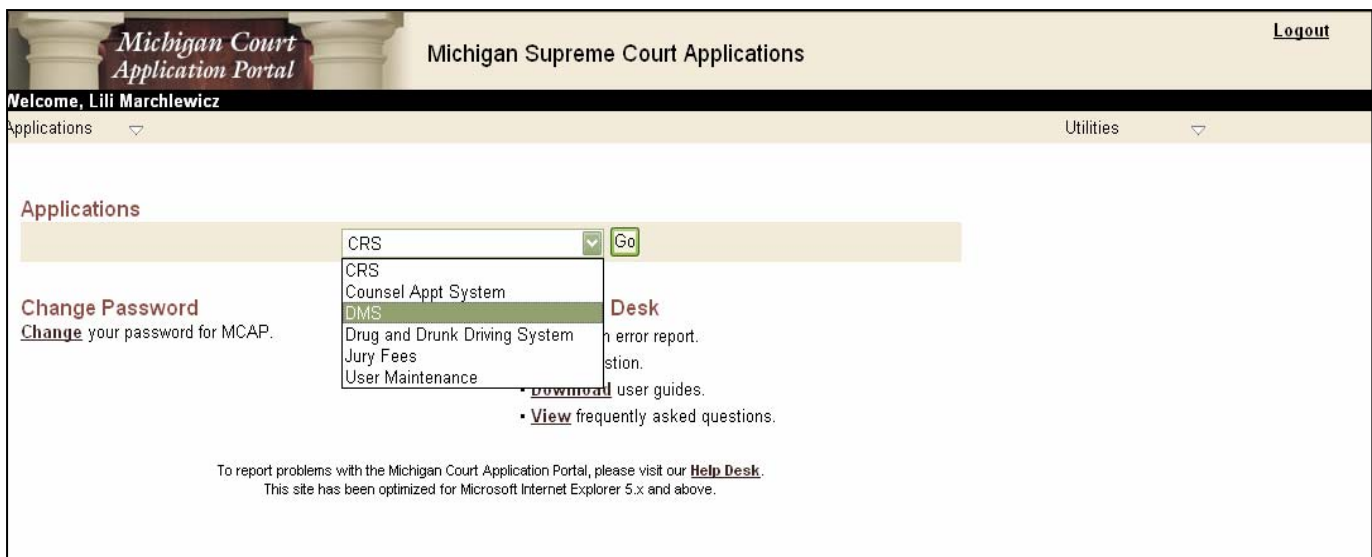 Michigan Court
Application Portal
Michigan Supreme Court Applications
Logout
Welcome, Lili Marchlewicz
Applications
Utilities
Applications
CRS
Go
CRS
Counsel Appt System
DMS
Drug and Drunk Driving System
Jury Fees
User Maintenance
Change Password
Change your password for MCAP.
Desk
error report.
▪ Download user guides.
▪ View frequently asked questions.
To report problems with the Michigan Court Application Portal, please visit our Help Desk.
This site has been optimized for Microsoft Internet Explorer 5.x and above.